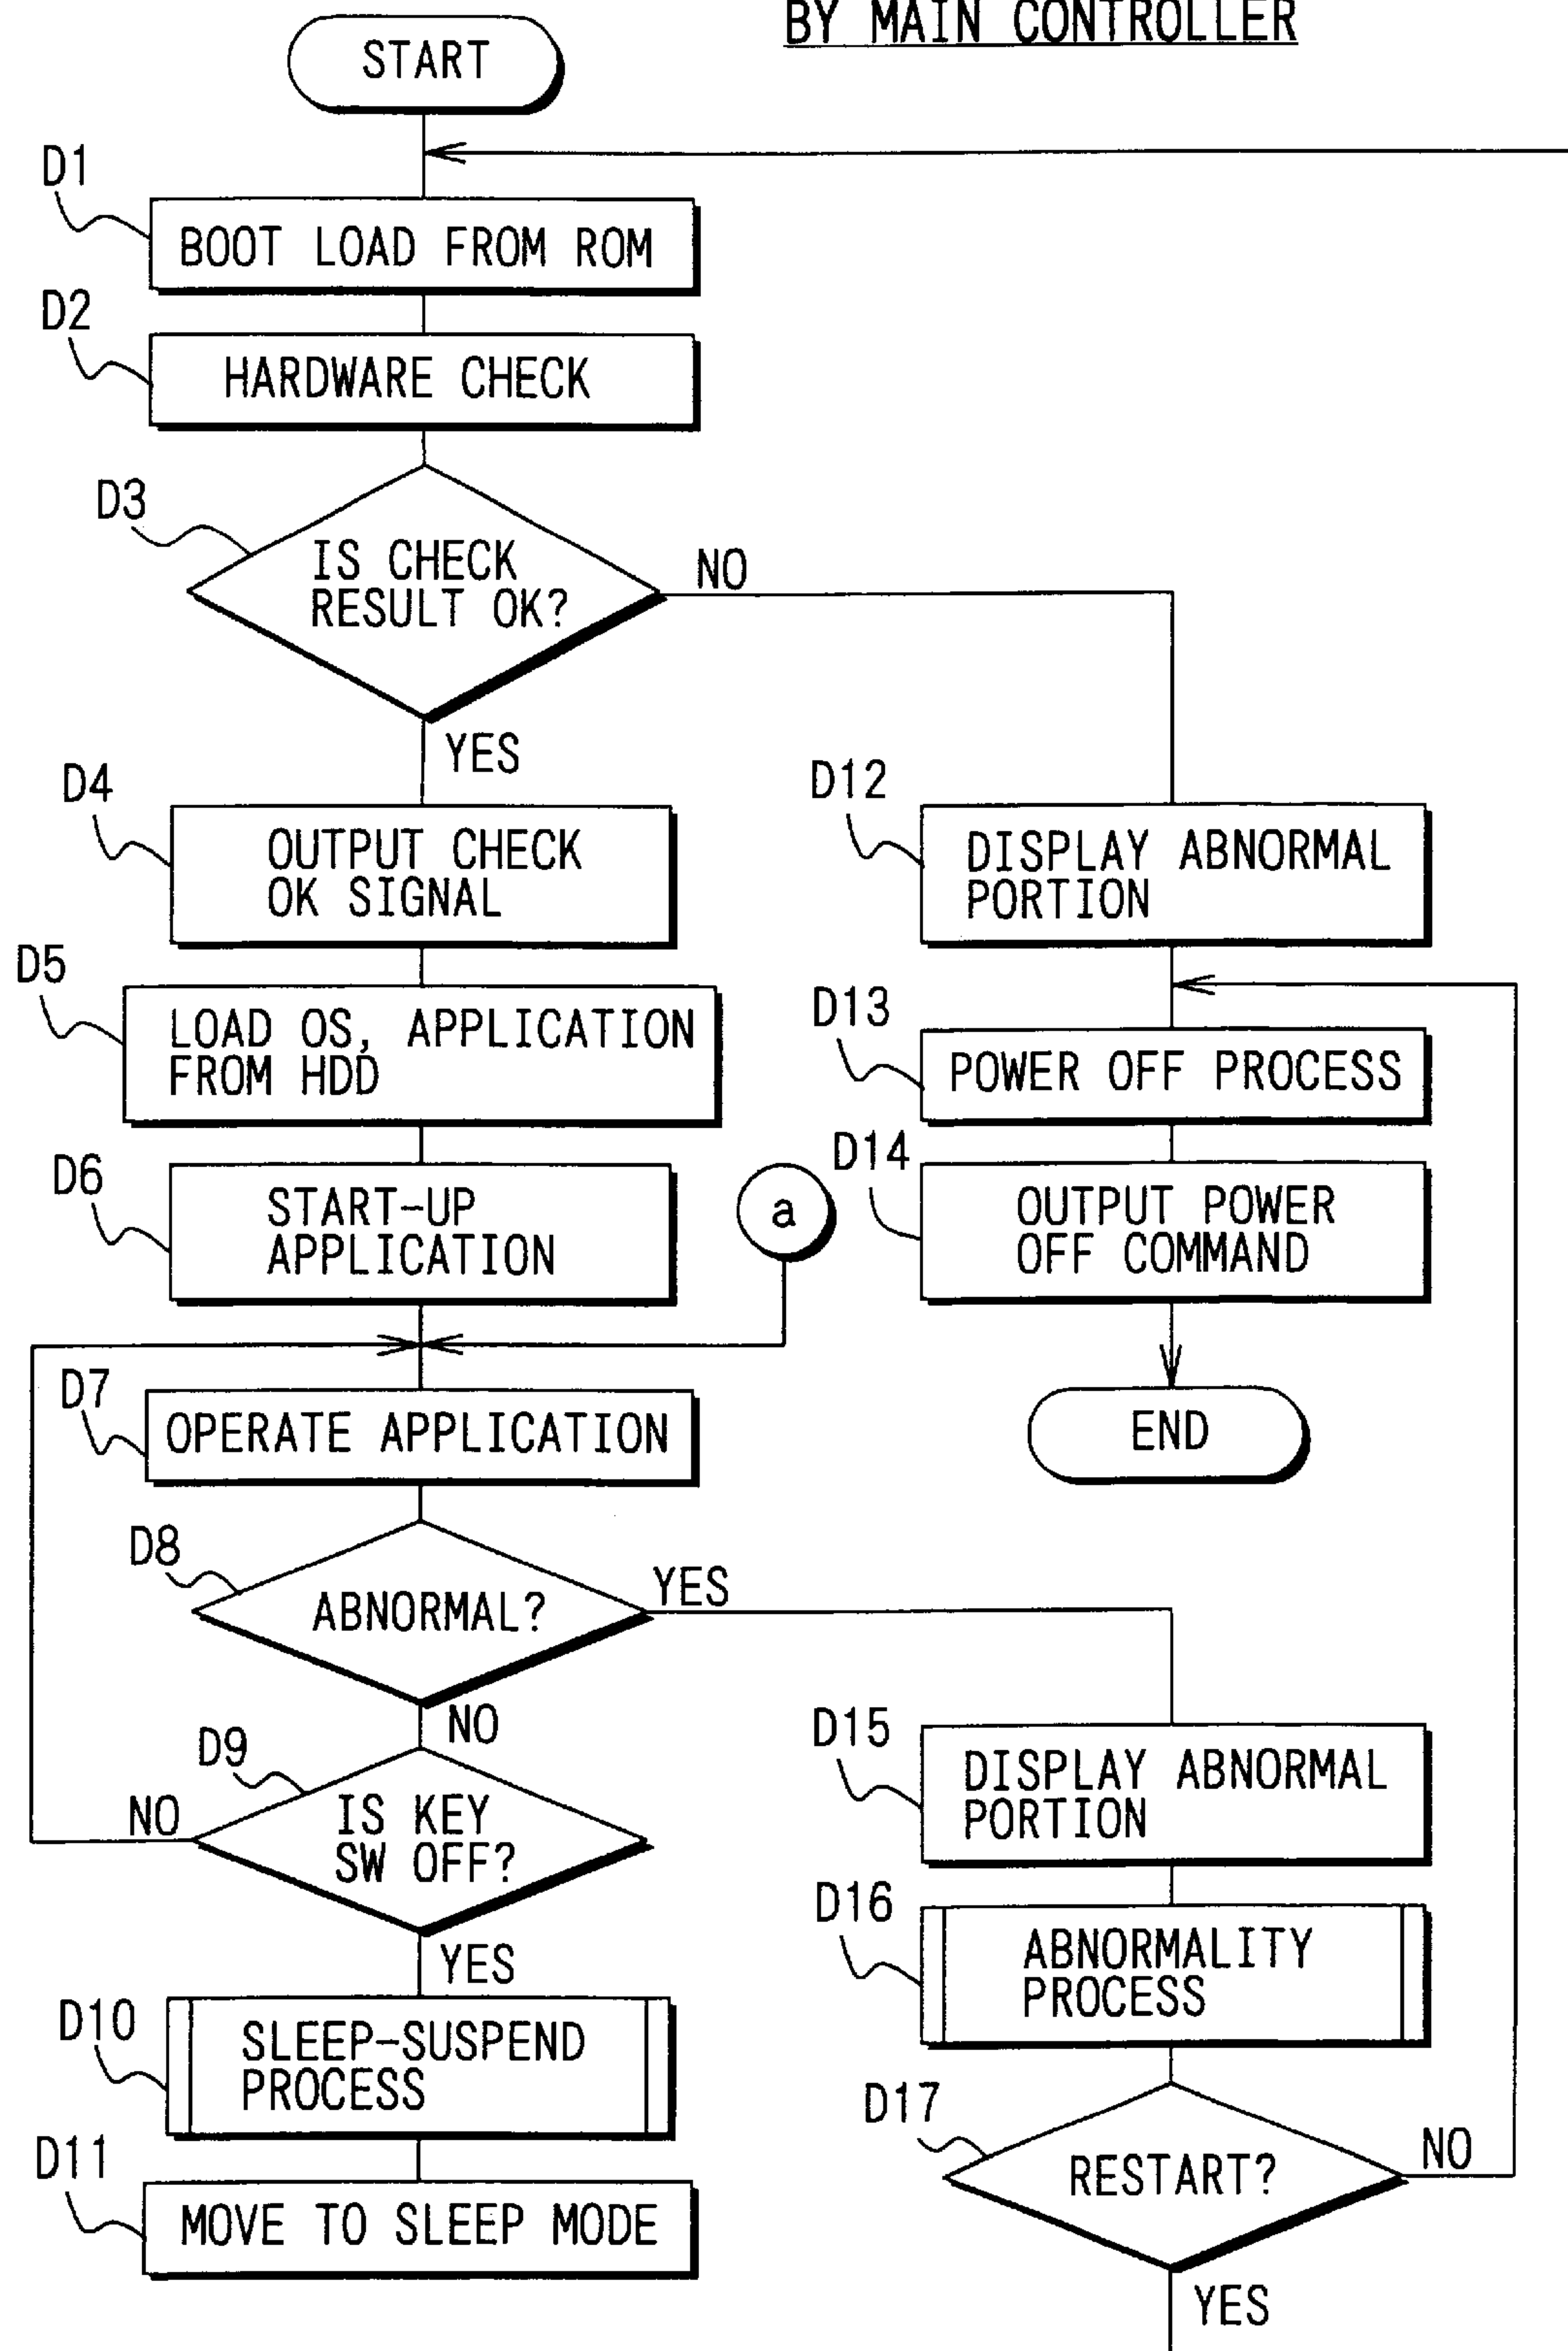 BY MAIN CONTROLLER
START
D1
BOOT LOAD FROM ROM
D2
HARDWARE CHECK
D3
IS CHECK
RESULT OK?
NO
YES
D4
OUTPUT CHECK
OK SIGNAL
D5
LOAD OS, APPLICATION
FROM HDD
D6
START-UP
APPLICATION
a
D7
OPERATE APPLICATION
D8
ABNORMAL?
YES
NO
D9
IS KEY
SW OFF?
NO
YES
D10
SLEEP-SUSPEND
PROCESS
D11
MOVE TO SLEEP MODE
D12
DISPLAY ABNORMAL
PORTION
D13
POWER OFF PROCESS
D14
OUTPUT POWER
OFF COMMAND
END
D15
DISPLAY ABNORMAL
PORTION
D16
ABNORMALITY
PROCESS
D17
RESTART?
NO
YES